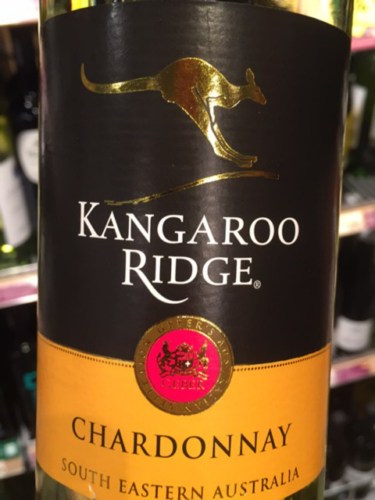 KANGAROO
RIDGE®
CHARDONNAY
SOUTH EASTERN AUSTRALIA